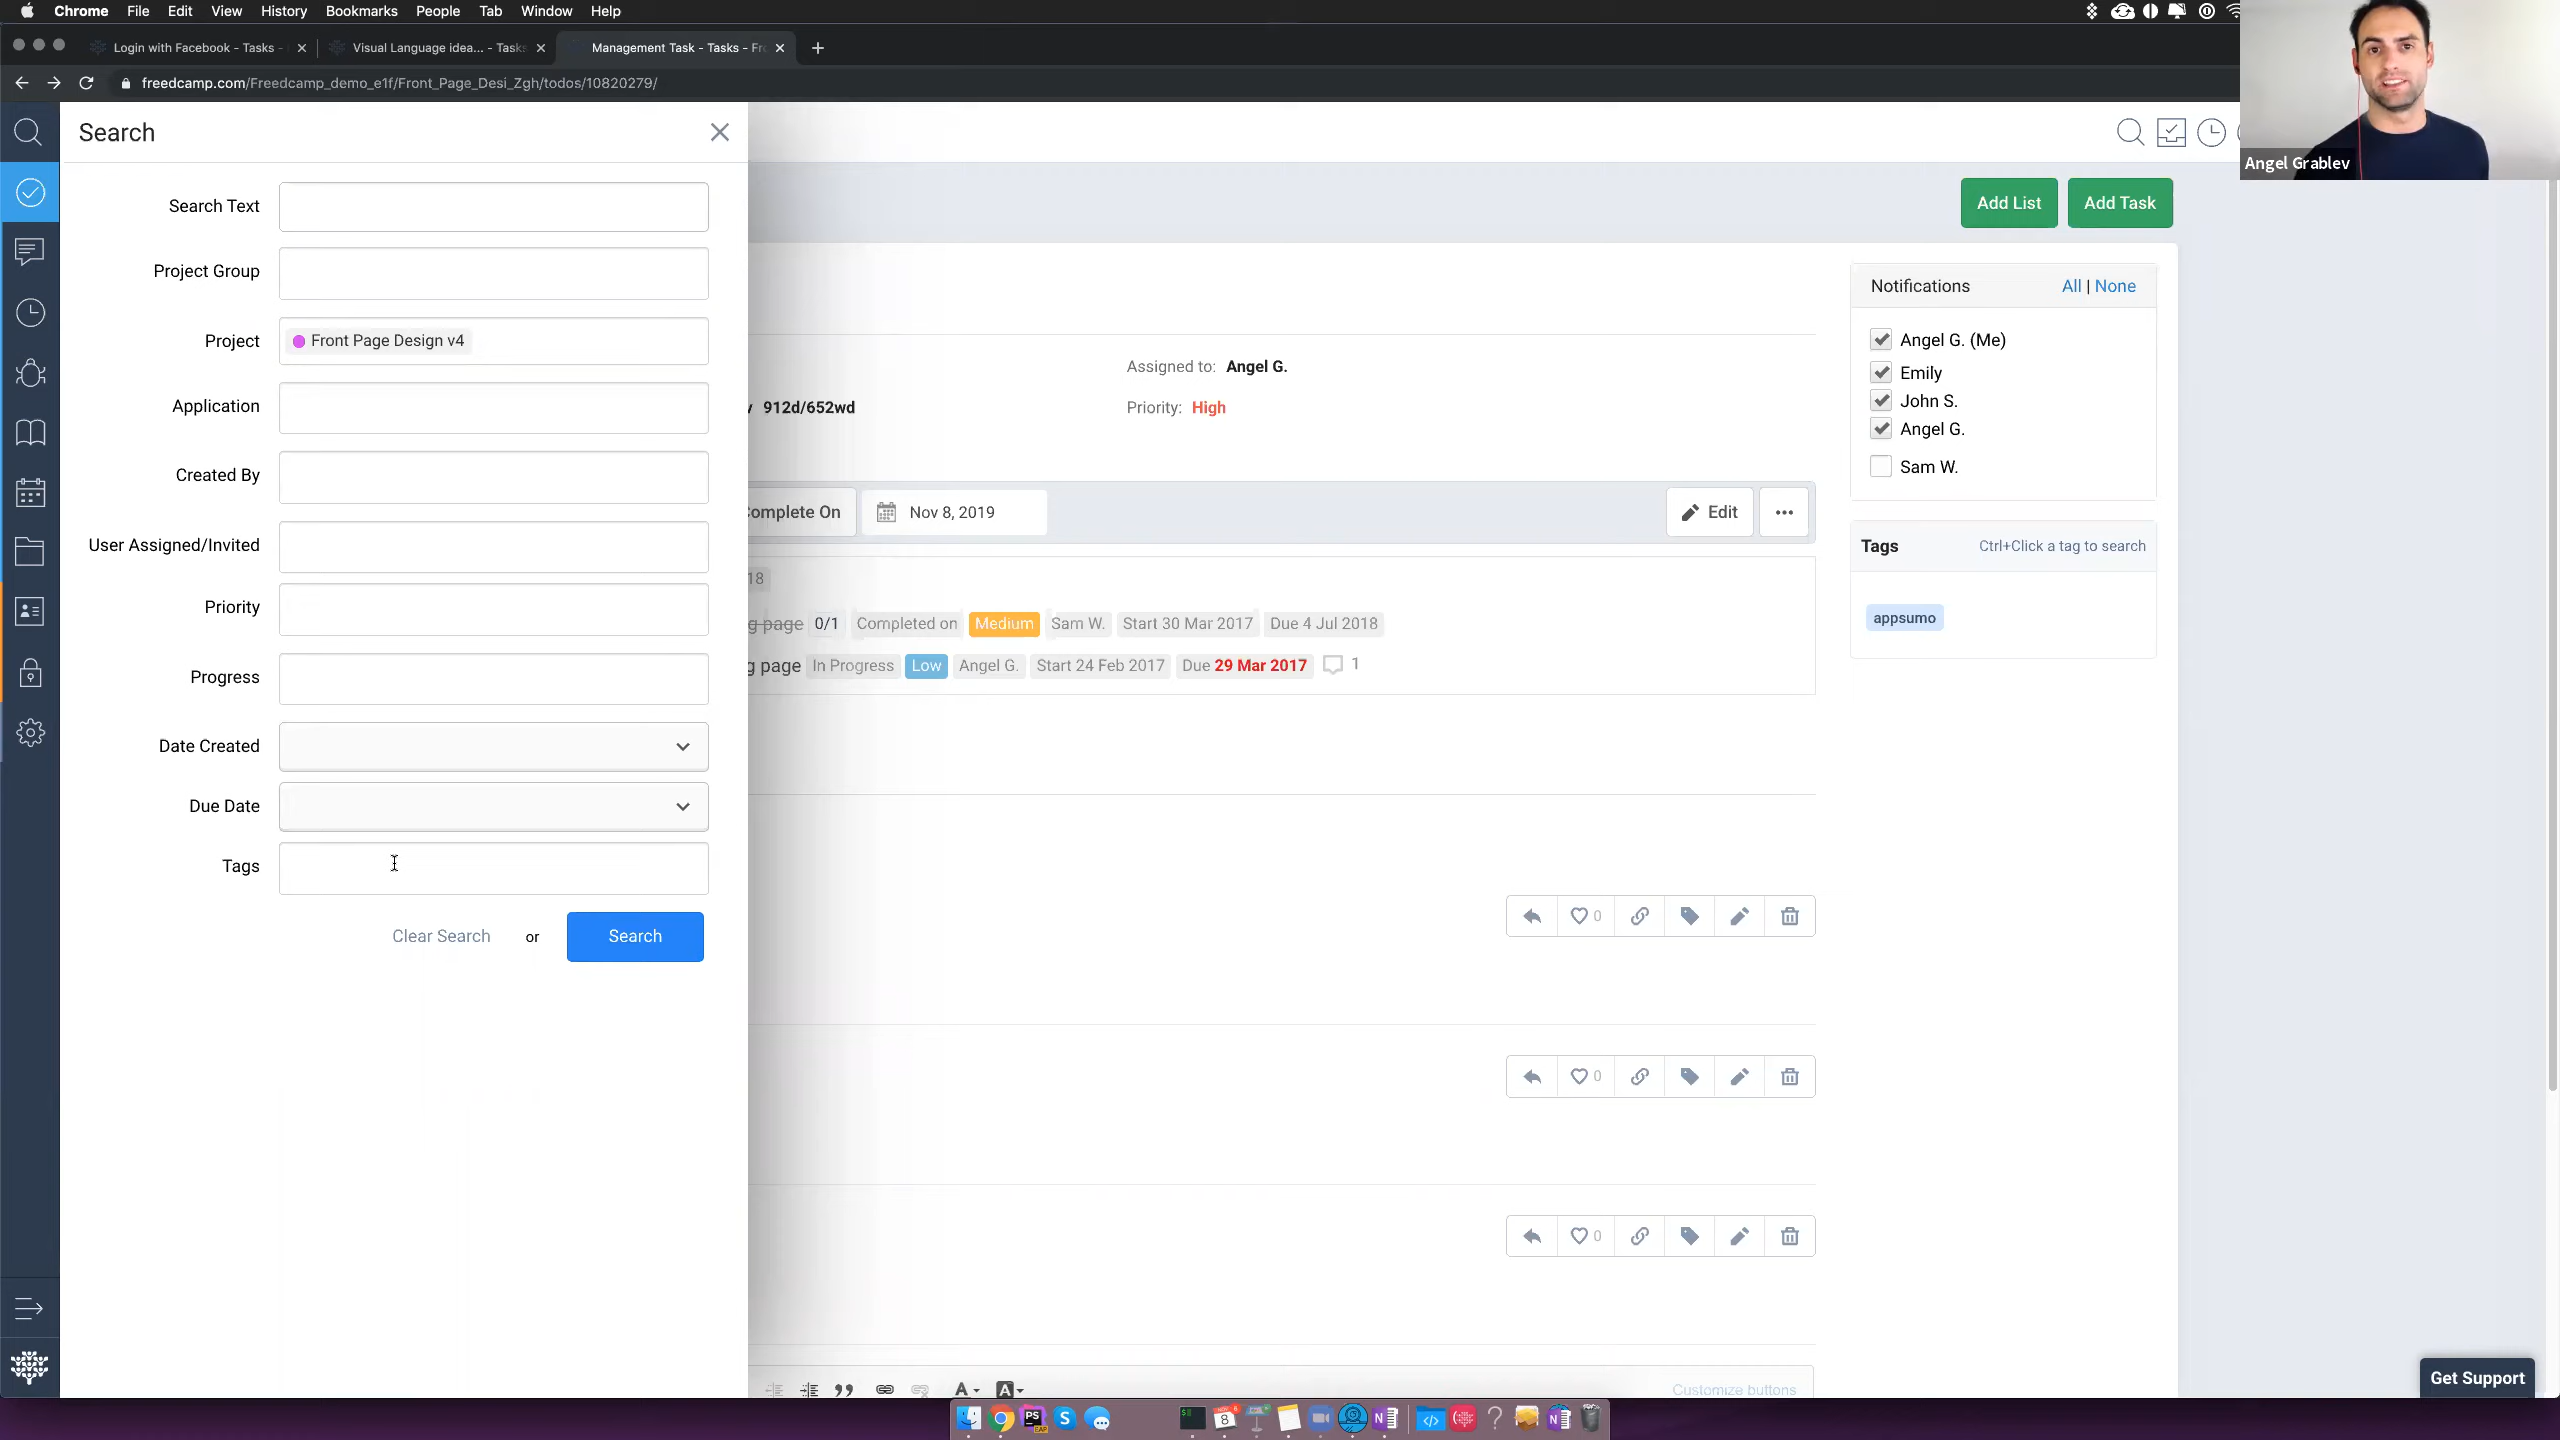 Chrome File Edit View History Bookmarks People Tab Window Help
Login with Facebook - Tasks -
Visual Language idea... - Tasks
Management Task - Tasks - Fr
freedcamp.com/Freedcamp_demo_e1f/Front_Page_Desi_Zgh/todos/10820279/
Angel Grablev
Search
Search Text
Project Group
Project Front Page Design v4
Application
Created By
User Assigned/Invited
Priority
Progress
Date Created
Due Date
Tags
Clear Search or Search
Add List Add Task
Assigned to: Angel G.
912d/652wd Priority: High
omplete On Nov 8, 2019 Edit
18
g page 0/1 Completed on Medium Sam W. Start 30 Mar 2017 Due 4 Jul 2018
g page In Progress Low Angel G. Start 24 Feb 2017 Due 29 Mar 2017 1
0
0
0
Customize buttons
Notifications All | None
Angel G. (Me)
Emily
John S.
Angel G.
Sam W.
Tags Ctrl+Click a tag to search
appsumo
Get Support